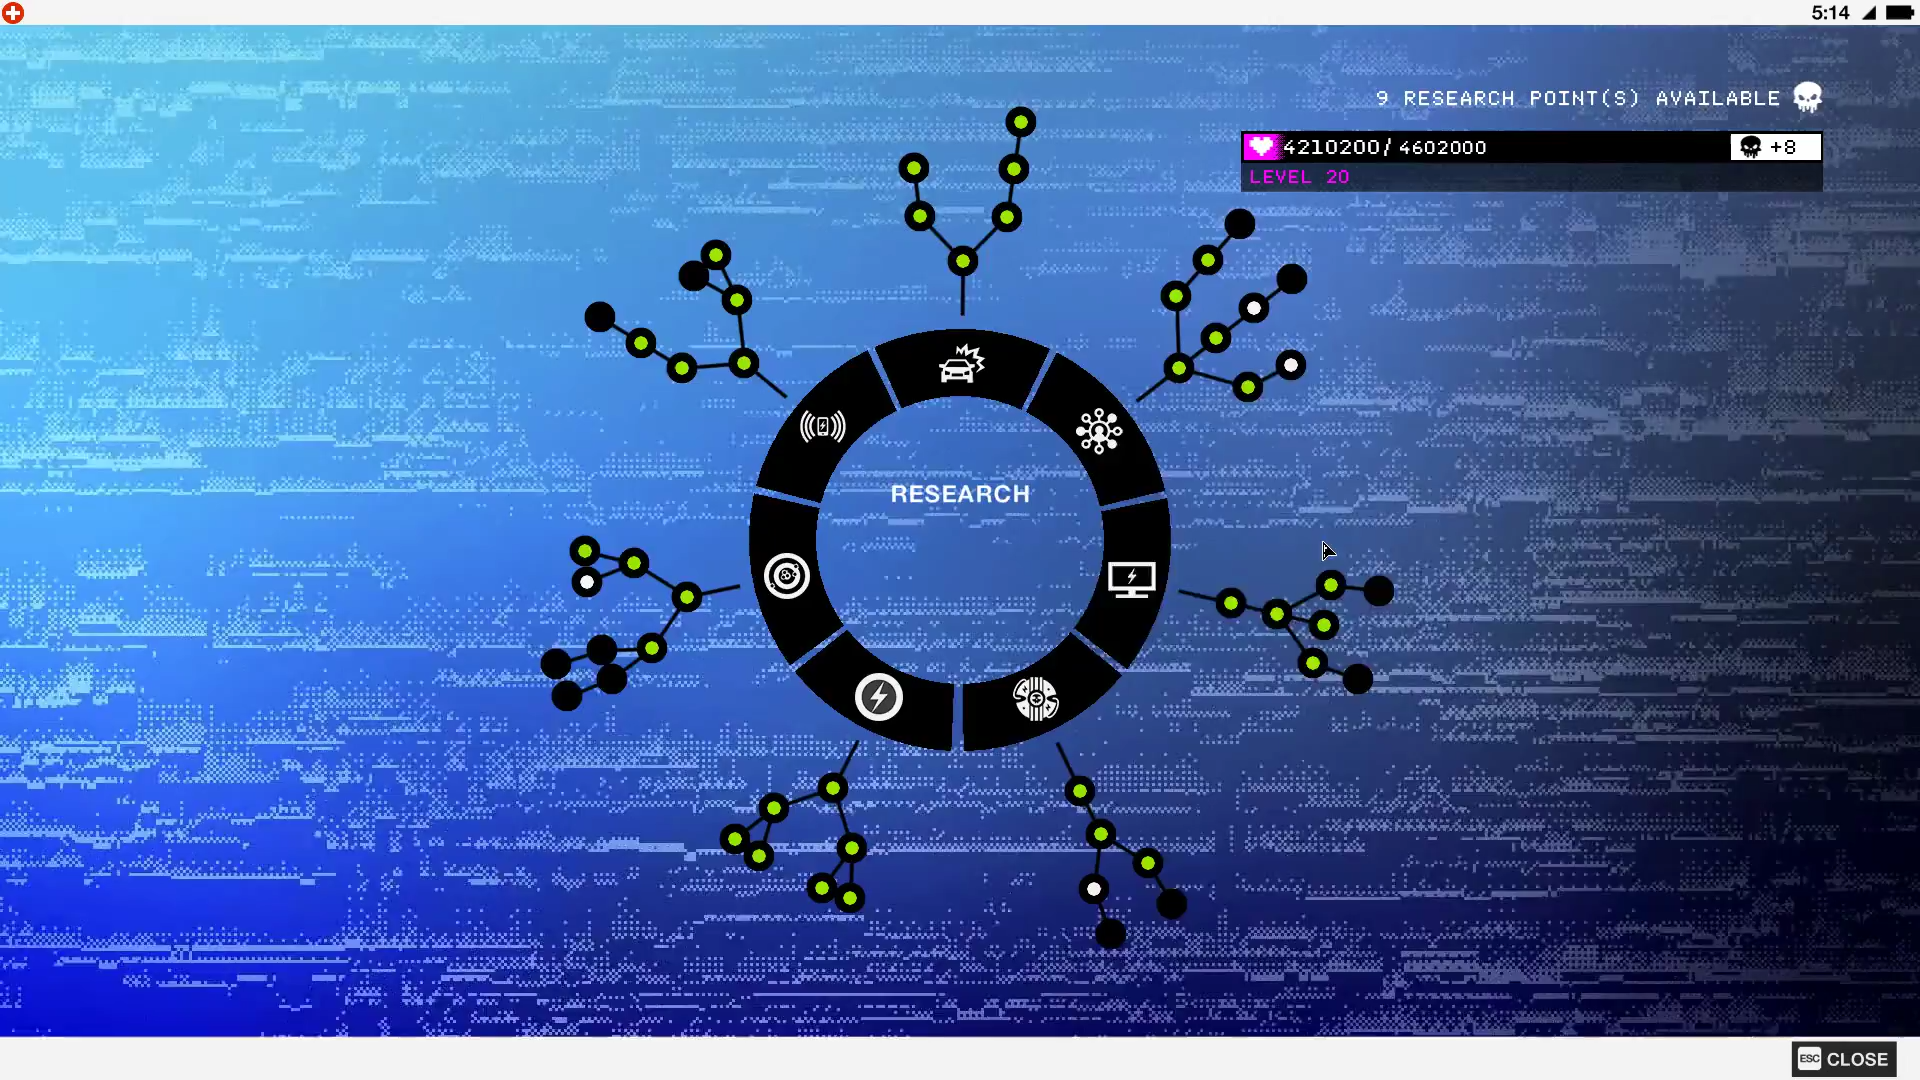 5:14
9 RESEARCH POINT(S) AVAILABLE
4210200/ 4602000
+8
LEVEL 20
RESEARCH
ESC CLOSE